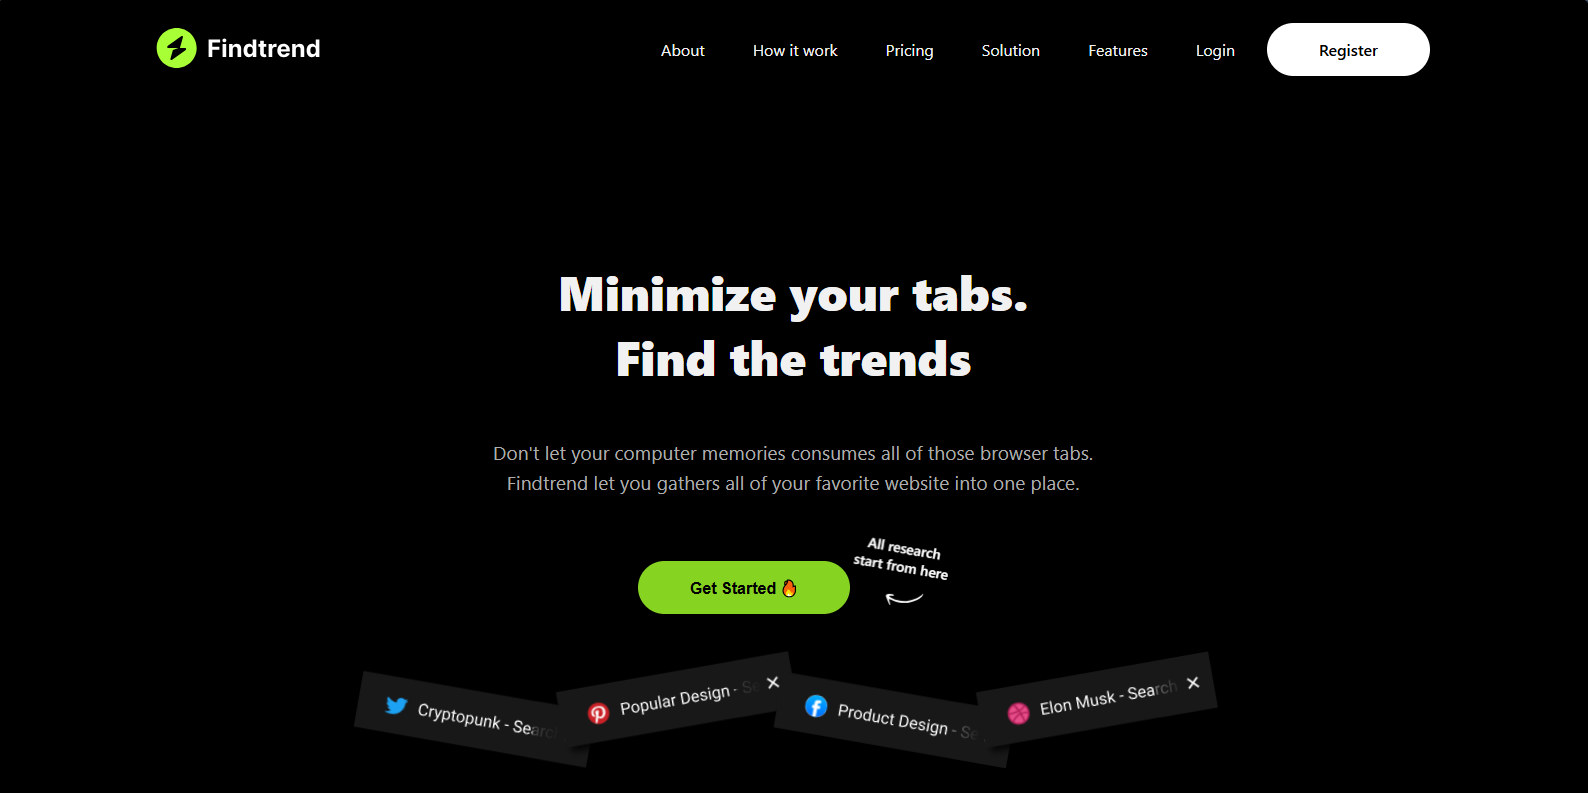 Findtrend
About
How it work
Pricing
Solution
Features
Login
Register
Minimize your tabs.
Find the trends
Don't let your computer memories consumes all of those browser tabs.
Findtrend let you gathers all of your favorite website into one place.
All research
start from here
Get Started 🔥
Cryptopunk - Search
Popular Design - Se
Product Design - Se
Elon Musk - Search